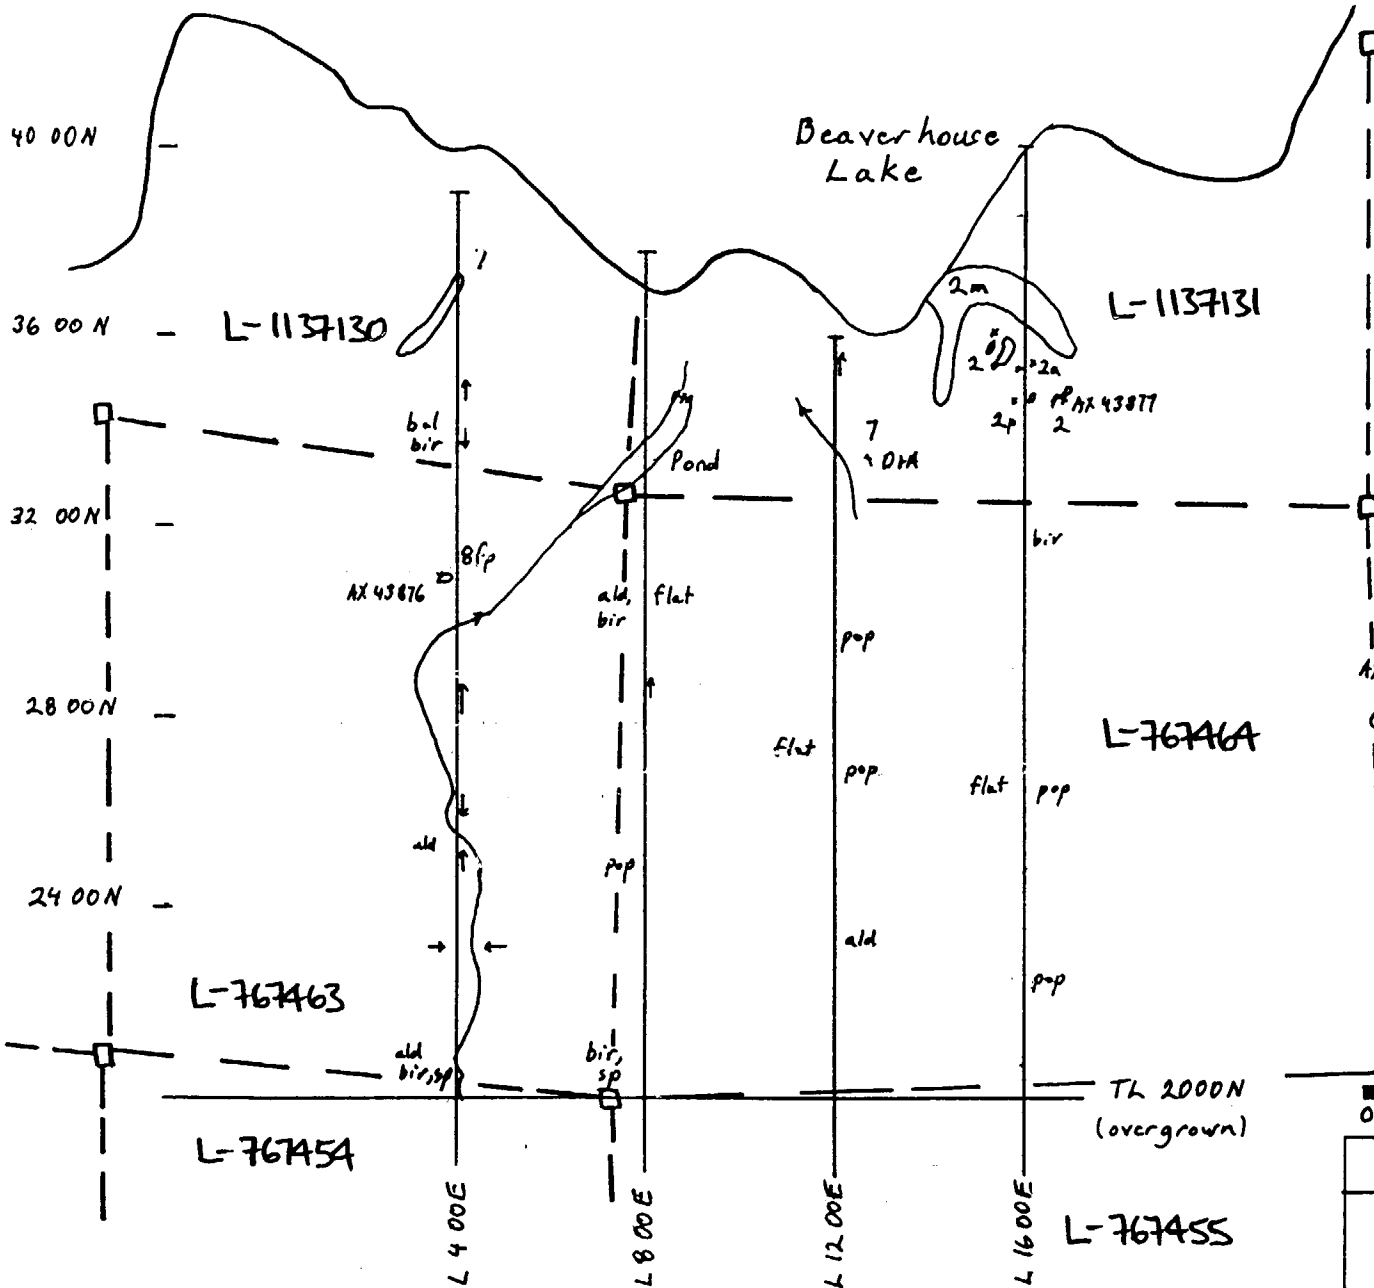 40 00N
Beaverhouse
Lake
7
2m
L-1137130
L-1137131
36 00 N
2
2a
2p
2
AX 43877
bal
bir
7
Pond
OTA
32 00N
bir
8fp
AX 43876
ald,
bir
flat
pop
28 00N
flat
pop
L-767464
flat
pop
ald
pop
24 00N
ald
pop
L-767463
ald
bir,sp
bir,
sp
TL 2000N
(overgrown)
L-767454
L 4 00E
L 8 00E
L 12 00E
L 16 00E
L-767455